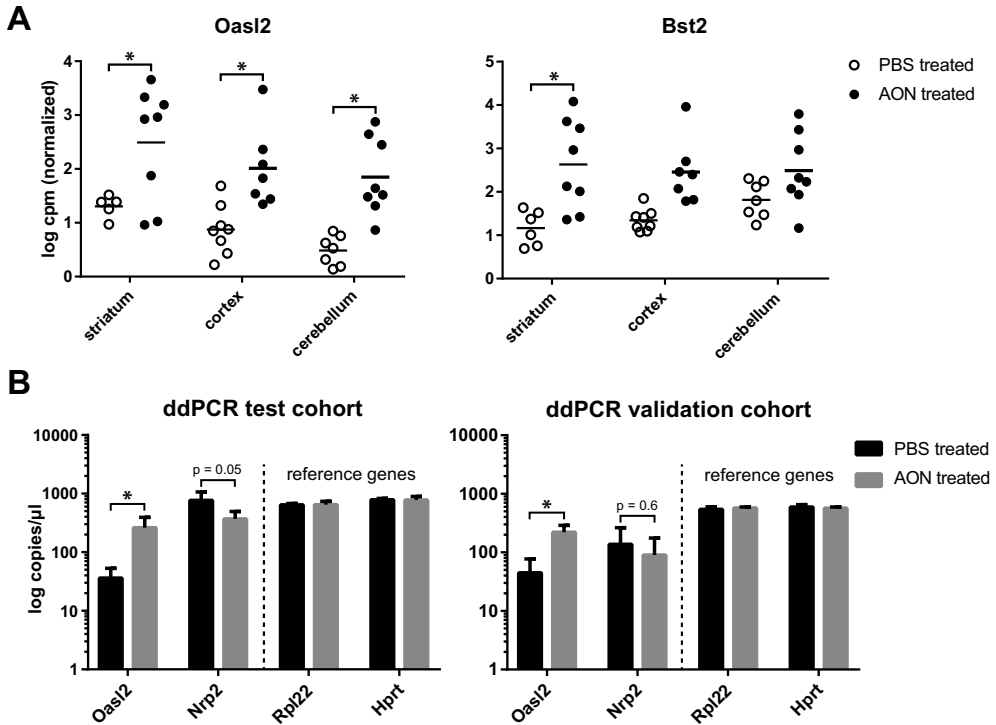 A
Oasl2
Bst2
PBS treated
AON treated
log cpm (normalized)
4
3
2
1
0
*
*
*
striatum
cortex
cerebellum
5
4
3
2
1
0
*
striatum
cortex
cerebellum
B
ddPCR test cohort
ddPCR validation cohort
PBS treated
AON treated
log copies/µl
10000
1000
100
10
1
*
p = 0.05
reference genes
Oasl2
Nrp2
Rpl22
Hprt
10000
1000
100
10
1
*
p = 0.6
reference genes
Oasl2
Nrp2
Rpl22
Hprt